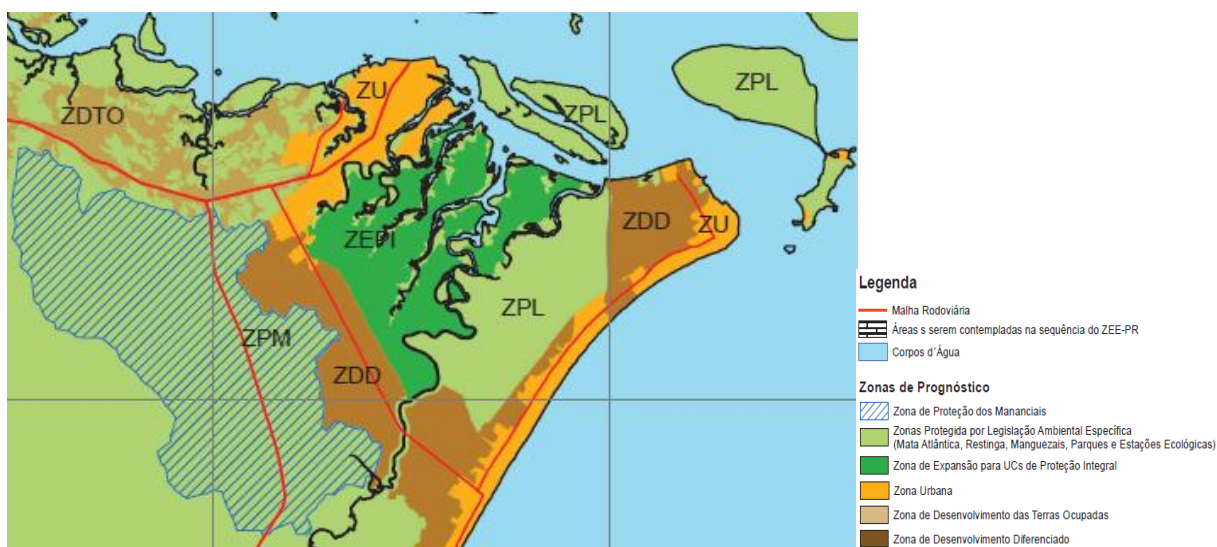 ZDTO
ZU
ZPL
ZPL
ZEPI
ZDD
ZU
ZPL
ZPM
ZDD
Legenda
Malha Rodoviária
Áreas s serem contempladas na sequência do ZEE-PR
Corpos d´Água
Zonas de Prognóstico
Zona de Proteção dos Mananciais
Zonas Protegida por Legislação Ambiental Específica
(Mata Atlântica, Restinga, Manguezais, Parques e Estações Ecológicas)
Zona de Expansão para UCs de Proteção Integral
Zona Urbana
Zona de Desenvolvimento das Terras Ocupadas
Zona de Desenvolvimento Diferenciado